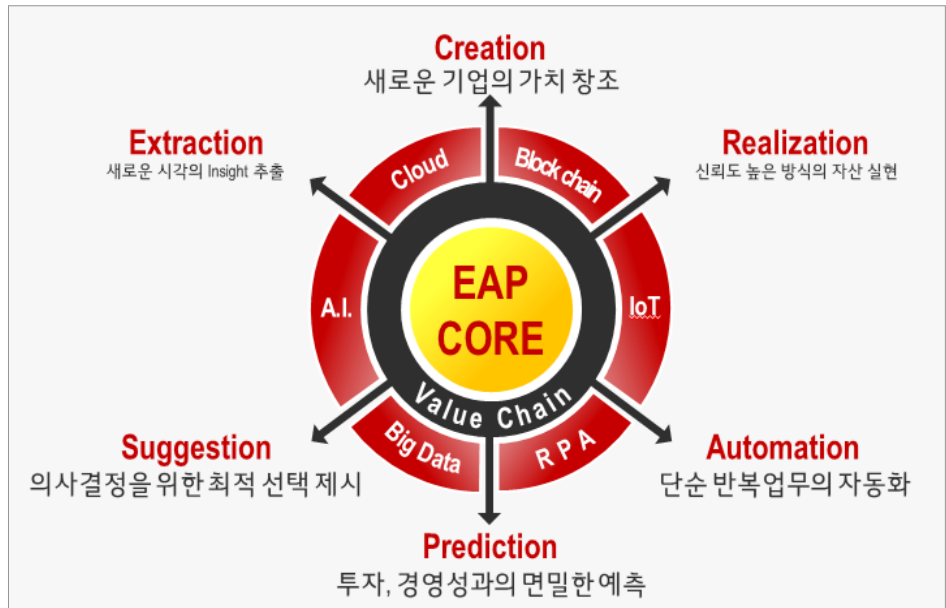 Creation
새로운 기업의 가치 창조
Extraction
새로운 시각의 Insight 추출
Realization
신뢰도 높은 방식의 자산 실현
Cloud
Block chain
A.I.
EAP
CORE
IoT
Value Chain
Big Data
R P A
Suggestion
의사결정을 위한 최적 선택 제시
Automation
단순 반복 업무의 자동화
Prediction
투자, 경영성과의 면밀한 예측